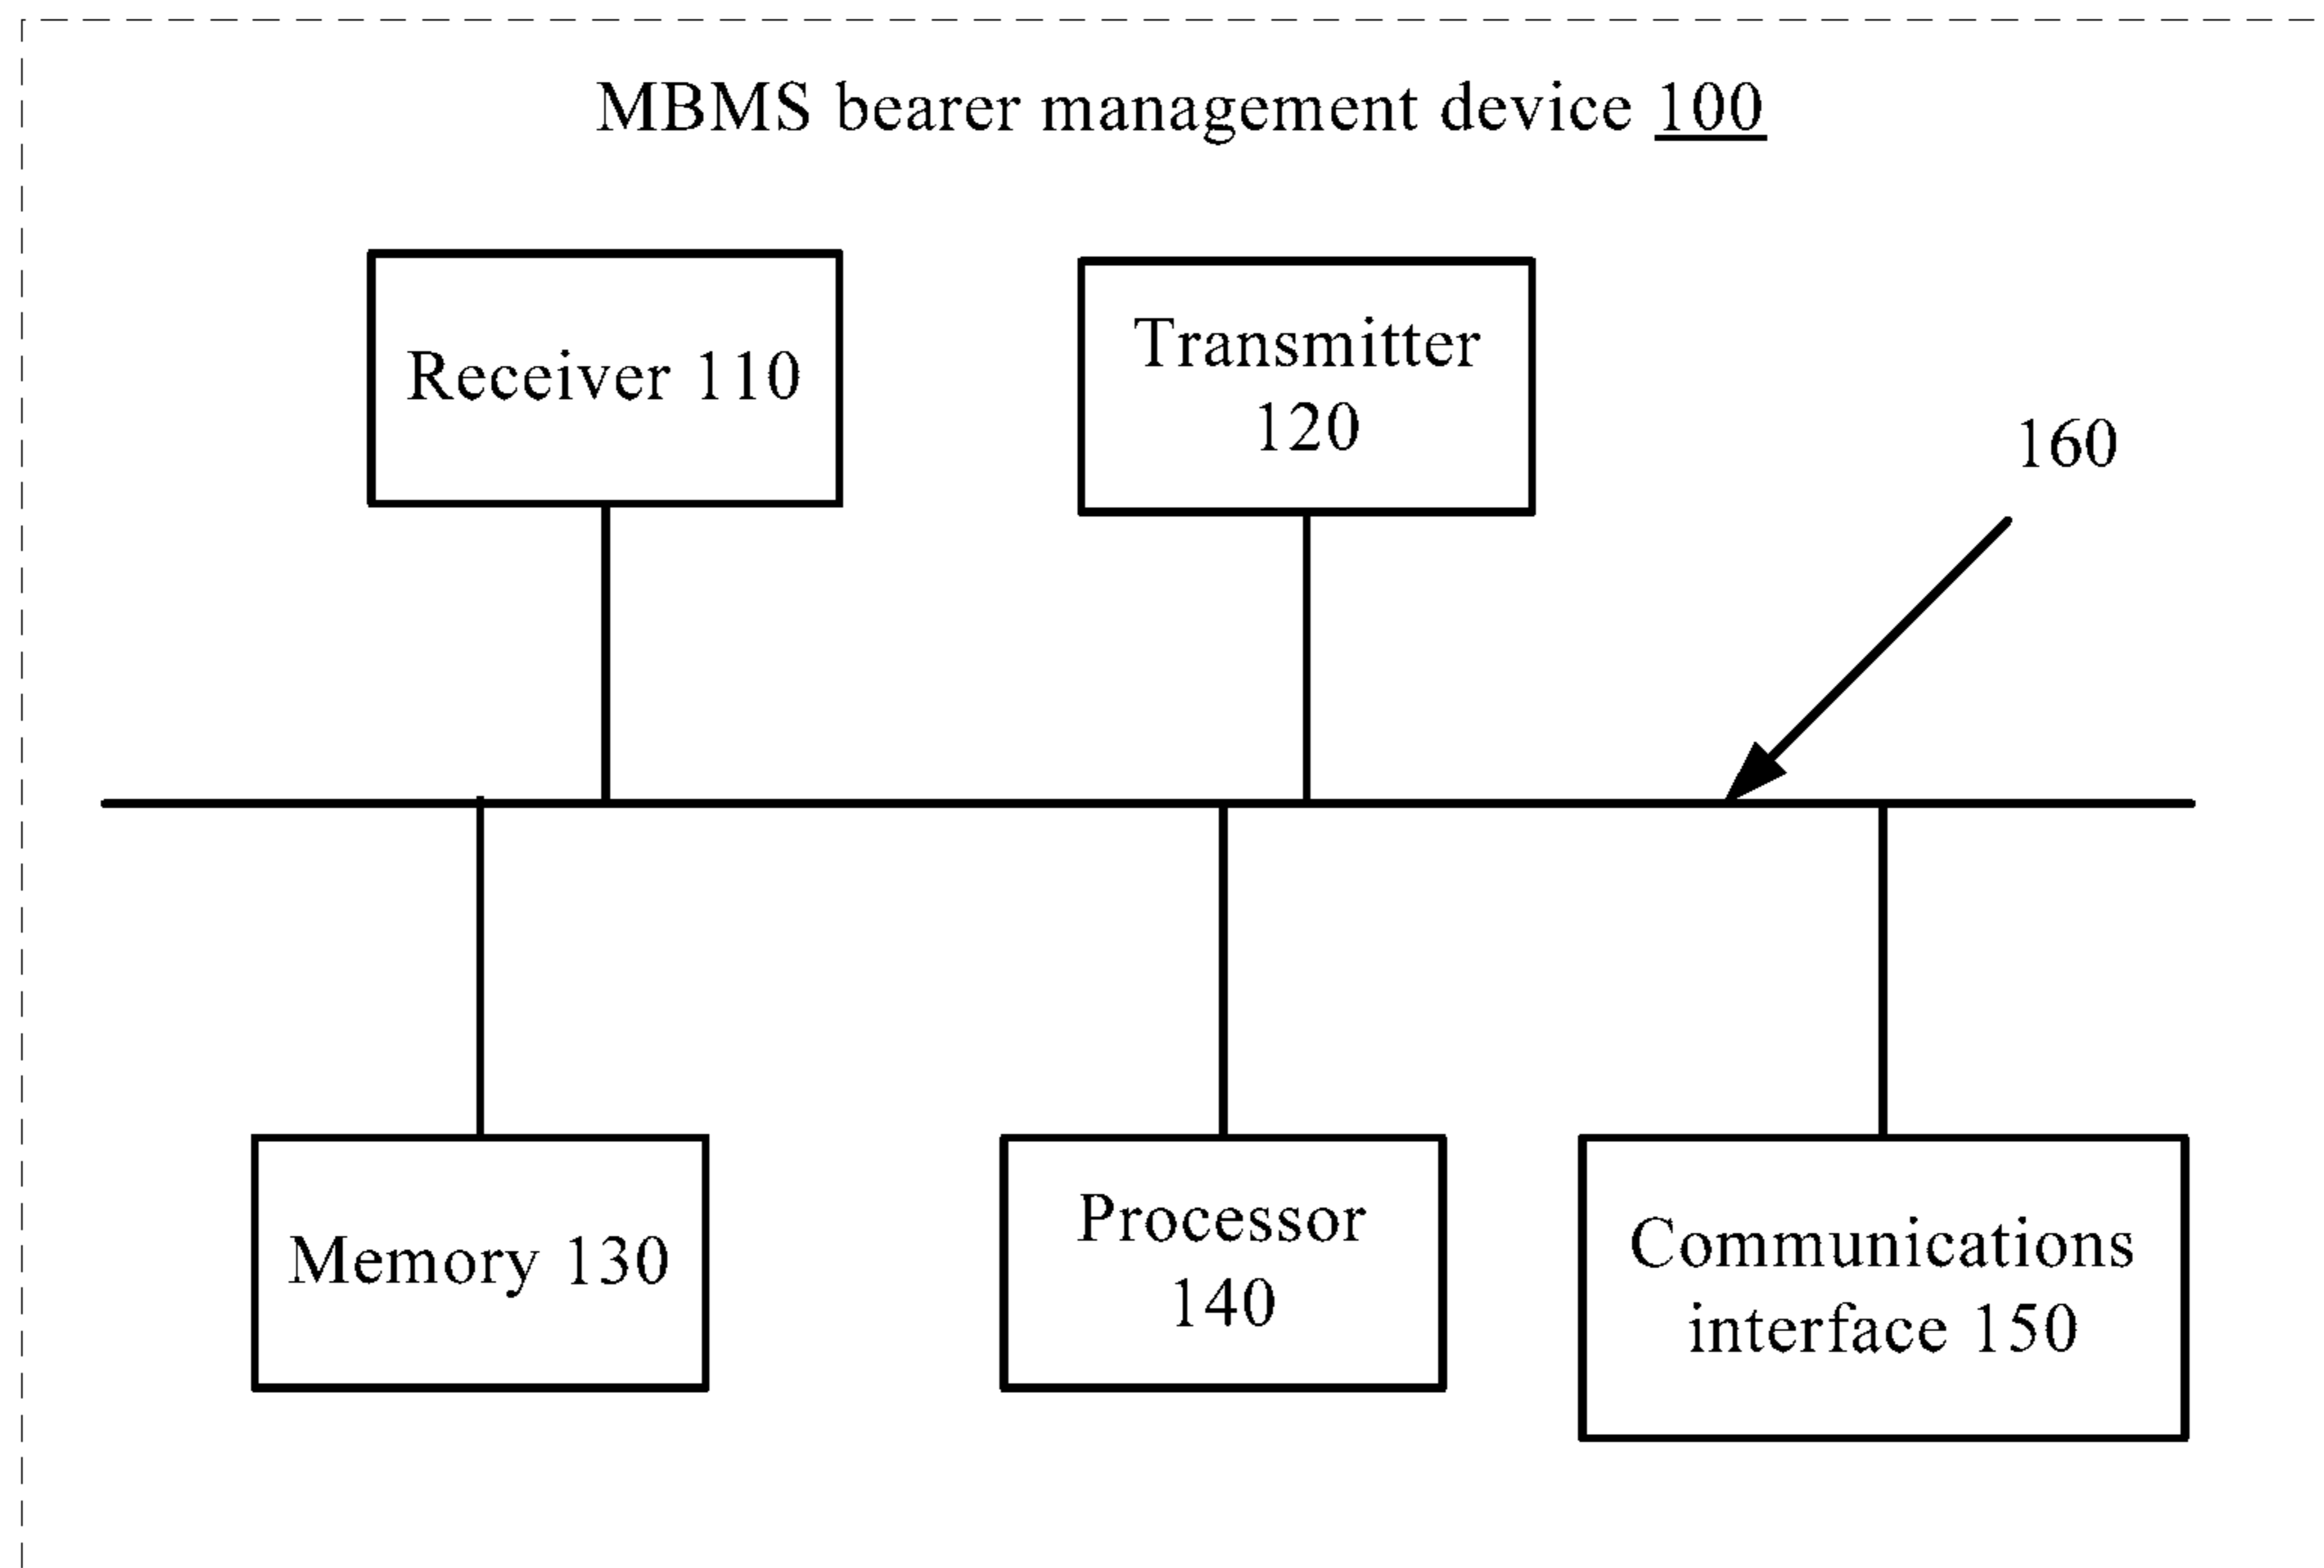 MBMS bearer management device 100
Receiver 110
Transmitter
120
160
Memory 130
Processor
140
Communications
interface 150